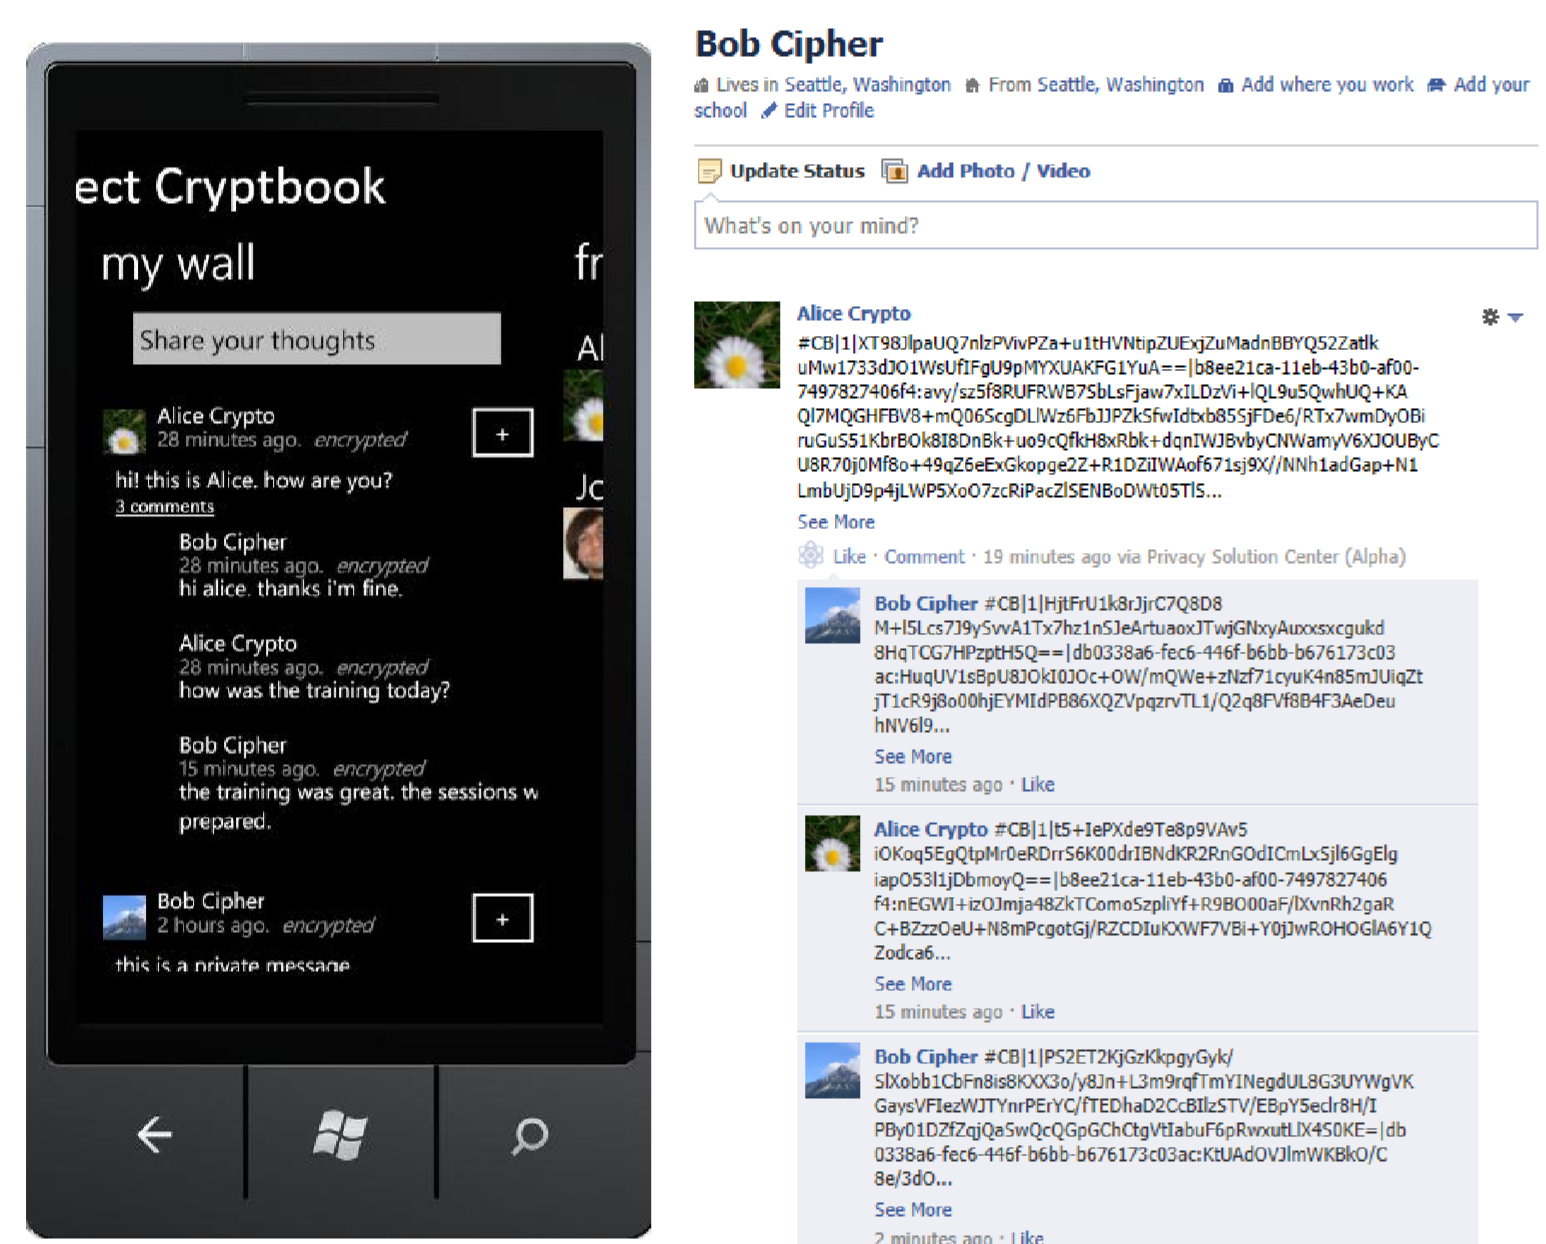 ect Cryptbook
my wall
fr
Share your thoughts
Al
Alice Crypto
28 minutes ago. encrypted
+
hi! this is Alice. how are you?
3 comments
Jo
Bob Cipher
28 minutes ago. encrypted
hi alice. thanks i'm fine.
Alice Crypto
28 minutes ago. encrypted
how was the training today?
Bob Cipher
15 minutes ago. encrypted
the training was great. the sessions w
prepared.
Bob Cipher
2 hours ago. encrypted
+
this is a private message
Bob Cipher
Lives in Seattle, Washington From Seattle, Washington Add where you work Add your
school Edit Profile
Update Status Add Photo / Video
What's on your mind?
Alice Crypto
#CB|1|XT98JlpaUQ7nlzPVivPZa+u1tHVNtipZUExjZuMadnBBYQ52Zatlk
uMw1733dJO1WsUfIFgU9pMYXUAKFG1YuA==|b8ee21ca-11eb-43b0-af00-
7497827406f4:avy/sz5f8RUFRWB7SbLsFjaw7xILDzVi+lQL9u5QwhUQ+KA
Ql7MQGHFBV8+mQ06ScgDLlWz6FbJJPZkSfwIdtxb85SjFDe6/RTx7wmDyOBi
ruGuS51KbrBOk8I8DnBk+uo9cQfkH8xRbk+dqnIWJBvbyCNWamyV6XJOUByC
U8R70j0Mf8o+49qZ6eExGkopge2Z+R1DZiIWAof671sj9X//NNh1adGap+N1
LmbUjD9p4jLWP5XoO7zcRiPacZlSENBoDWt05TlS...
See More
Like · Comment · 19 minutes ago via Privacy Solution Center (Alpha)
Bob Cipher #CB|1|HjtFrU1k8rJjrC7Q8D8
M+l5Lcs7J9ySvvA1Tx7hz1nSJeArtuaoxJTwjGNxyAuxxsxcgukd
8HqTCG7HPzptH5Q==|db0338a6-fec6-446f-b6bb-b676173c03
ac:HuqUV1sBpU8JOkI0JOc+OW/mQWe+zNzf71cyuK4n85mJUiqZt
jT1cR9j8o00hjEYMIdPB86XQZVpqzrvTL1/Q2q8FVf8B4F3AeDeu
hNV6l9...
See More
15 minutes ago · Like
Alice Crypto #CB|1|t5+IePXde9Te8p9VAv5
iOKoq5EgQtpMr0eRDrrS6K00drIBNdKR2RnGOdICmLxSjl6GgElg
iapO53l1jDbmoyQ==|b8ee21ca-11eb-43b0-af00-7497827406
f4:nEGWI+izOJmja48ZkTComoSzpliYf+R9BO00aF/lXvnRh2gaR
C+BZzzOeU+N8mPcgotGj/RZCDIuKXWF7VBi+Y0jJwROHOGlA6Y1Q
Zodca6...
See More
15 minutes ago · Like
Bob Cipher #CB|1|PS2ET2KjGzKkpgyGyk/
SlXobb1CbFn8is8KXX3o/y8Jn+L3m9rqfTmYINegdUL8G3UYWgVK
GaysVFIezWJTYnrPErYC/fTEDhaD2CcBIlzSTV/EBpY5eclr8H/I
PBy01DZfZqjQaSwQcQGpGChCtgVtIabuF6pRwxutLlX4S0KE=|db
0338a6-fec6-446f-b6bb-b676173c03ac:KtUAdOVJlmWKBkO/C
8e/3dO...
See More
2 minutes ago · Like